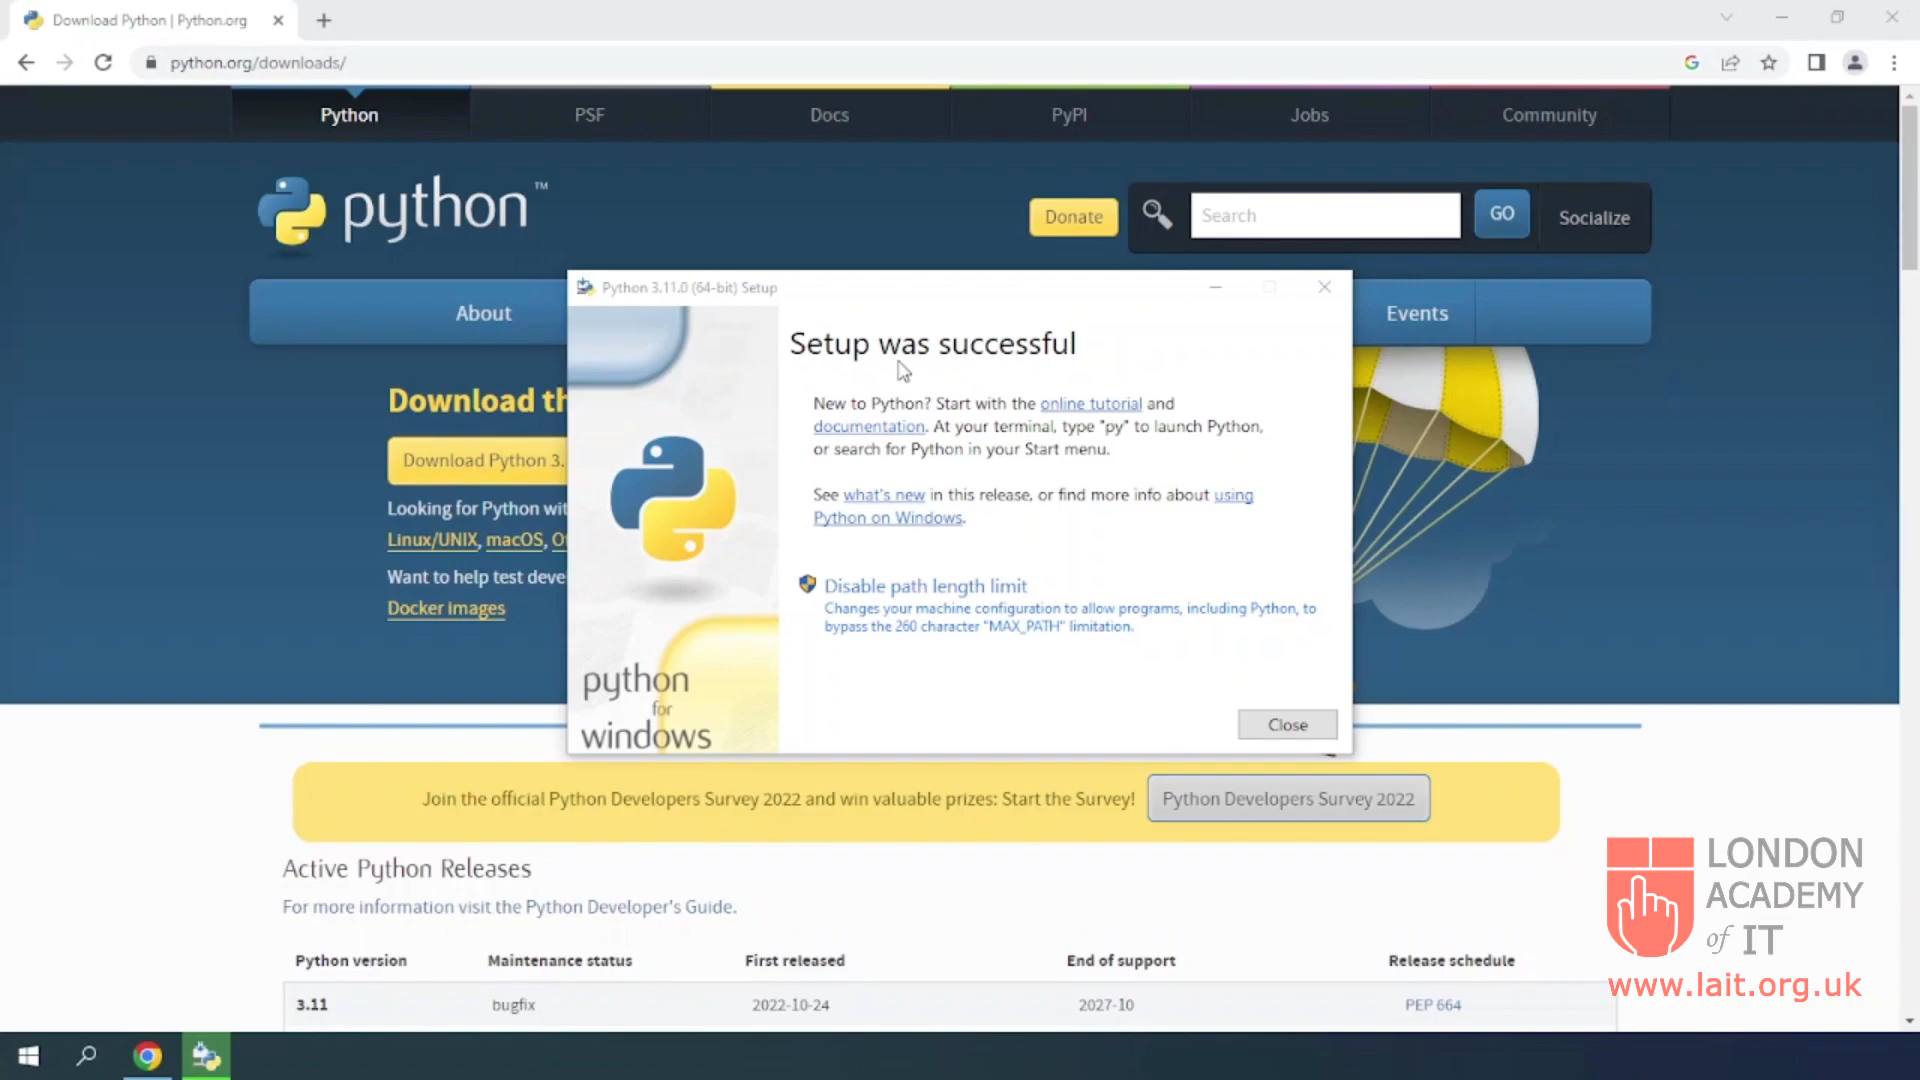 Download Python | Python.org
python.org/downloads/
Python
PSF
Docs
PyPI
Jobs
Community
python™
Donate
Search
GO
Socialize
About
Events
Python 3.11.0 (64-bit) Setup
Setup was successful
New to Python? Start with the online tutorial and
documentation. At your terminal, type "py" to launch Python,
or search for Python in your Start menu.
See what's new in this release, or find more info about using
Python on Windows.
Disable path length limit
Changes your machine configuration to allow programs, including Python, to
bypass the 260 character "MAX_PATH" limitation.
python
for
windows
Close
Download
Download Python 3.
Looking for Python
Linux/UNIX, macOS,
Want to help test
Docker images
Join the official Python Developers Survey 2022 and win valuable prizes: Start the Survey!
Python Developers Survey 2022
Active Python Releases
For more information visit the Python Developer's Guide.
Python version Maintenance status First released End of support Release schedule
3.11 bugfix 2022-10-24 2027-10 PEP 664
LONDON
ACADEMY
of IT
www.lait.org.uk